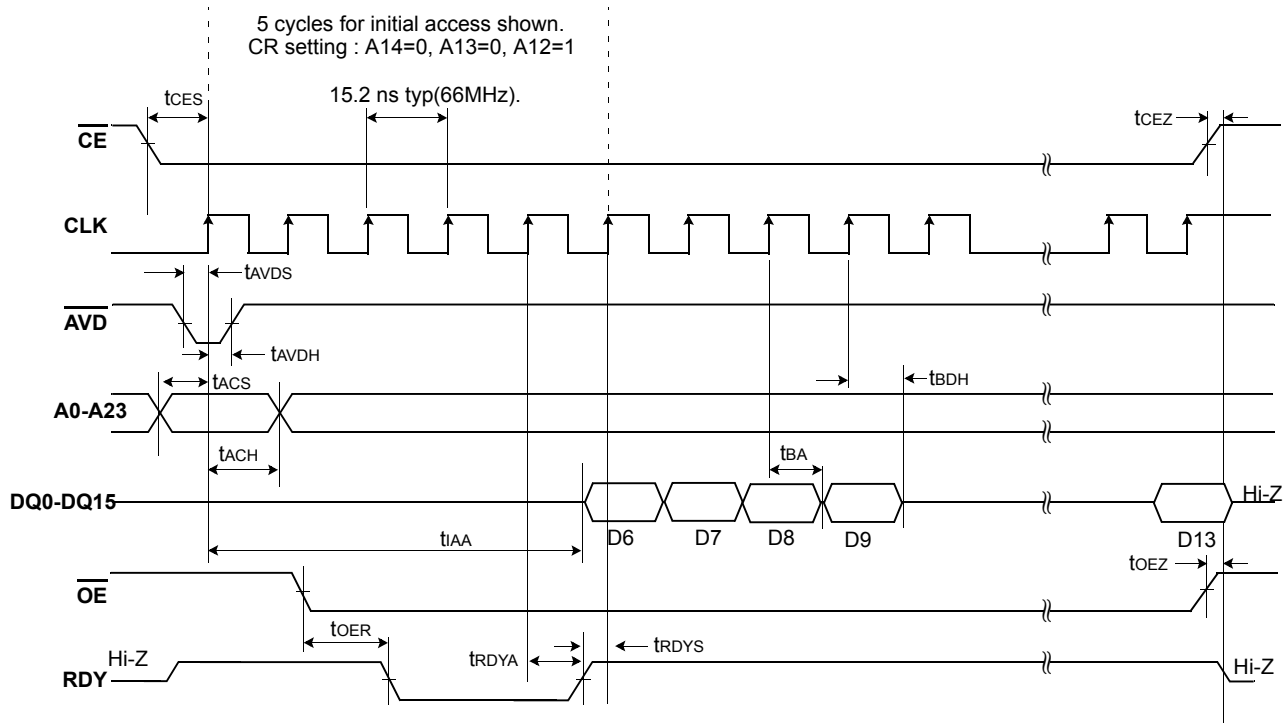 5 cycles for initial access shown.
CR setting : A14=0, A13=0, A12=1
tCES
15.2 ns typ(66MHz).
tCEZ
CE
CLK
tAVDS
AVD
tAVDH
tACS
tBDH
A0-A23
tACH
tBA
DQ0-DQ15
Hi-Z
D6
D7
D8
D9
D13
tIAA
tOEZ
OE
tOER
tRDYA
tRDYS
Hi-Z
Hi-Z
RDY